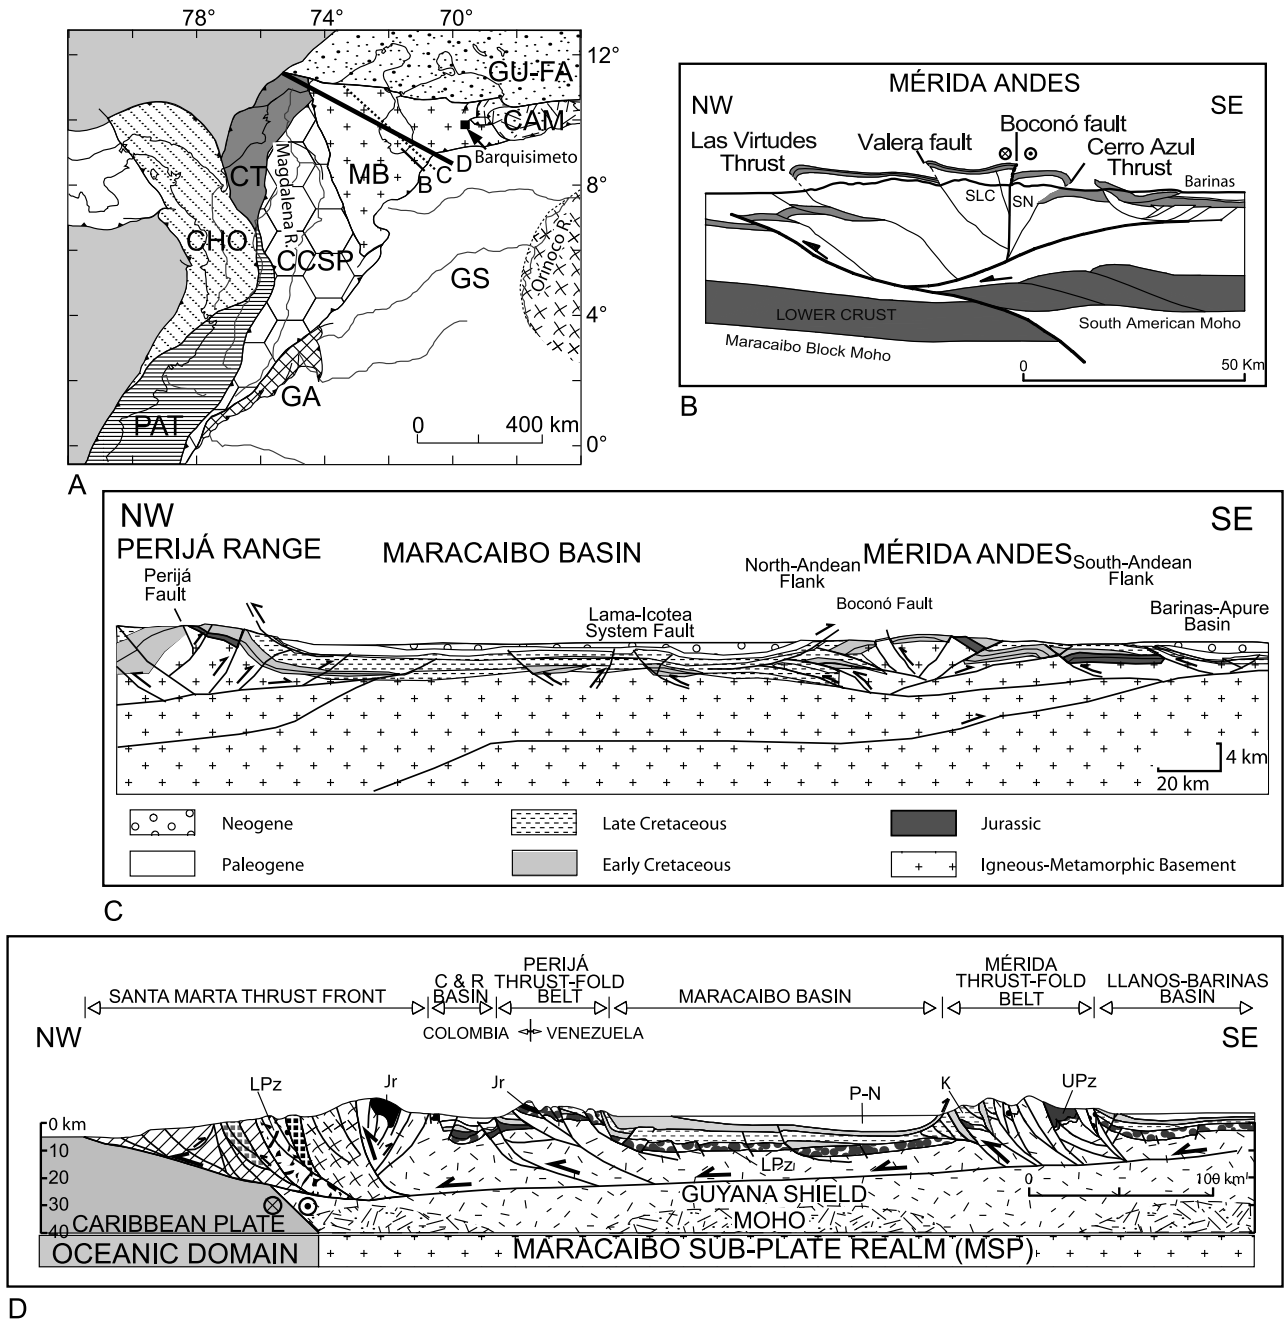 78°
74°
70°
12°
8°
4°
0°
GU-FA
CAM
Barquisimeto
CT
Magdalena R.
MB
B
C
D
CHO
CCSP
GS
Orinoco R.
GA
PAT
0
400 km
A
MÉRIDA ANDES
NW
SE
Las Virtudes
Thrust
Valera fault
Boconó fault
Cerro Azul
Thrust
Barinas
SLC
SN
LOWER CRUST
Maracaibo Block Moho
South American Moho
0
50 Km
B
NW
SE
PERIJÁ RANGE
MARACAIBO BASIN
MÉRIDA ANDES
Perijá
Fault
Lama-Icotea
System Fault
North-Andean
Flank
Boconó Fault
South-Andean
Flank
Barinas-Apure
Basin
4 km
20 km
Neogene
Late Cretaceous
Jurassic
Paleogene
Early Cretaceous
Igneous-Metamorphic Basement
C
SANTA MARTA THRUST FRONT
C & R
BASIN
PERIJÁ
THRUST-FOLD
BELT
MARACAIBO BASIN
MÉRIDA
THRUST-FOLD
BELT
LLANOS-BARINAS
BASIN
COLOMBIA
VENEZUELA
NW
SE
LPz
Jr
Jr
P-N
K
UPz
0 km
10
20
30
40
LPz
GUYANA SHIELD
MOHO
0
100 km
CARIBBEAN PLATE
OCEANIC DOMAIN
MARACAIBO SUB-PLATE REALM (MSP)
D